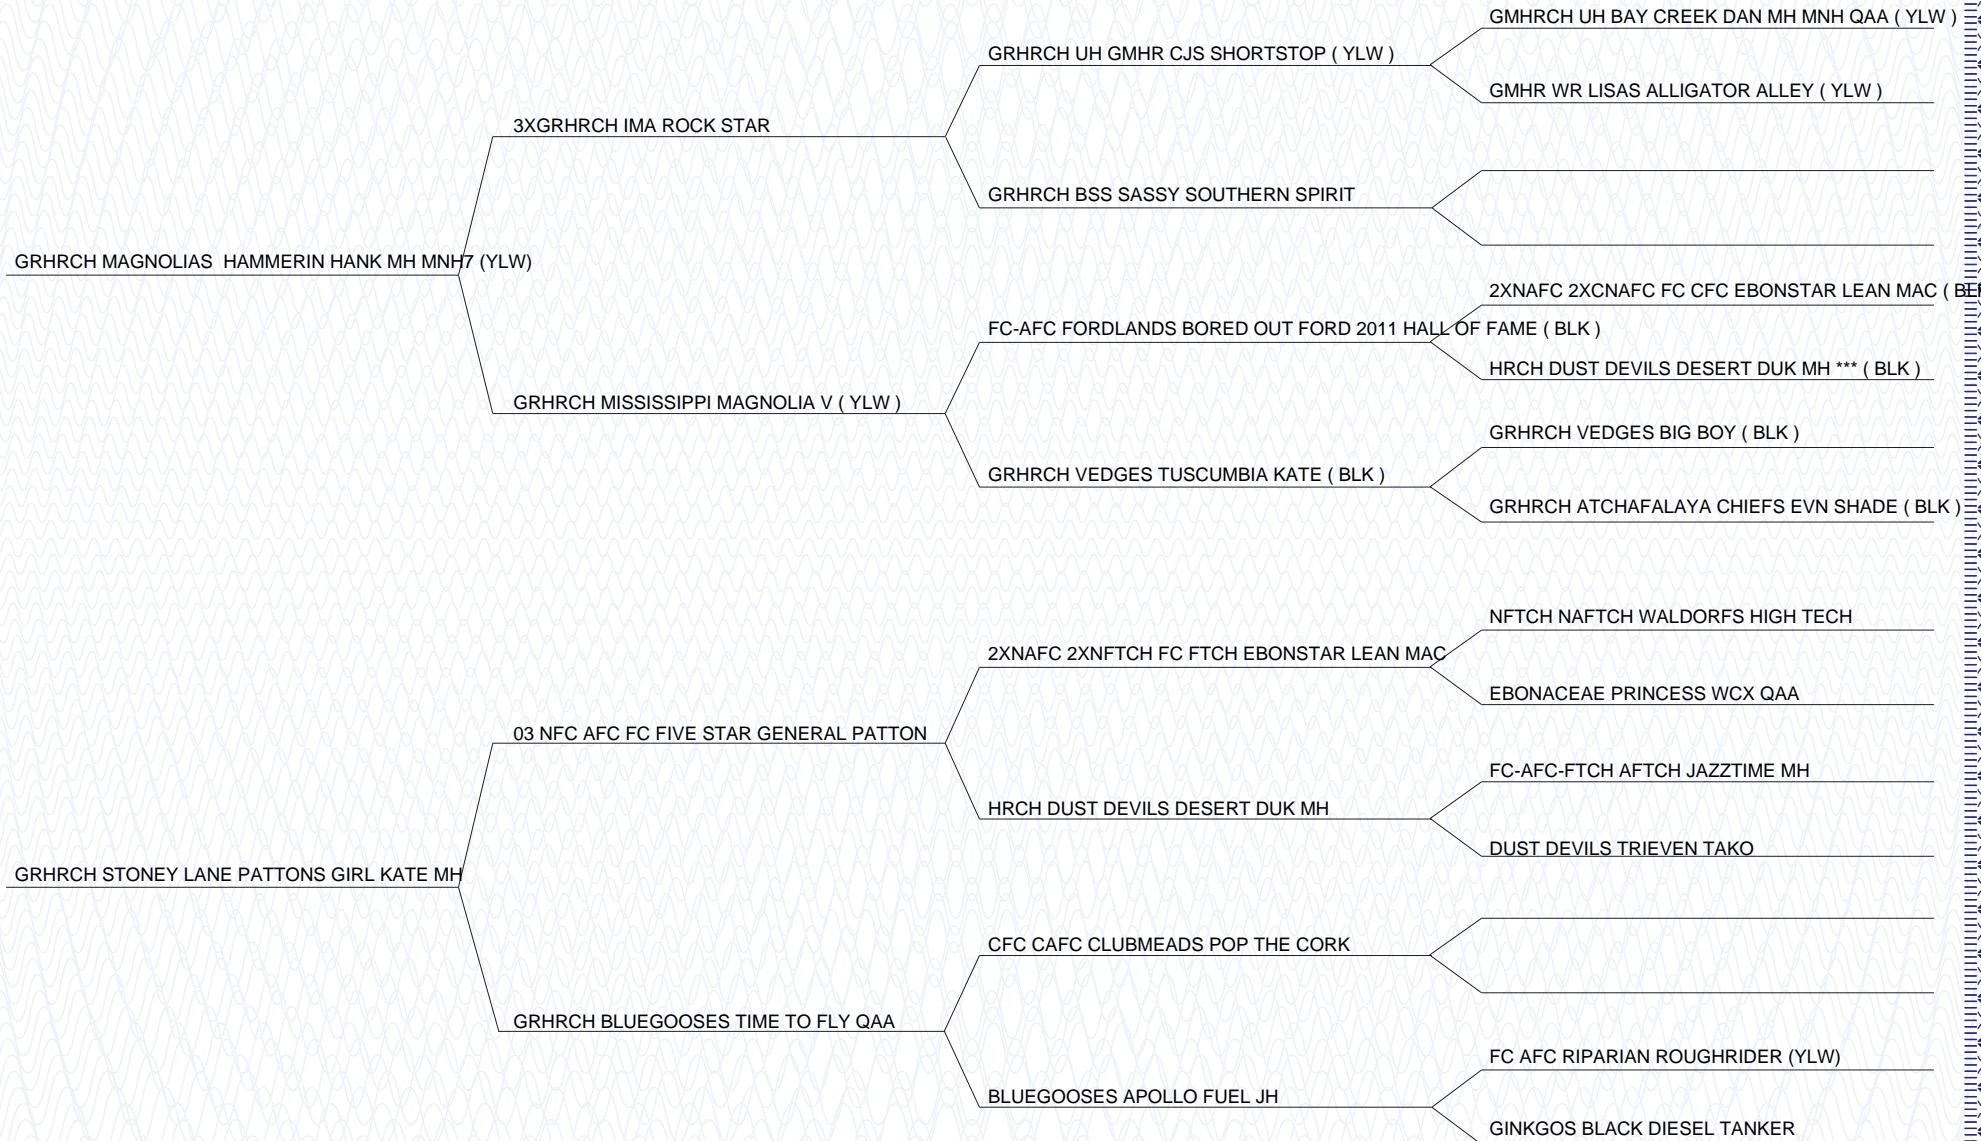 GMHRCH UH BAY CREEK DAN MH MNH QAA ( YLW )
GRHRCH UH GMHR CJS SHORTSTOP ( YLW )
GMHR WR LISAS ALLIGATOR ALLEY ( YLW )
3XGRHRCH IMA ROCK STAR
GRHRCH BSS SASSY SOUTHERN SPIRIT
GRHRCH MAGNOLIAS  HAMMERIN HANK MH MNH7 (YLW)
2XNAFC 2XCNAFC FC CFC EBONSTAR LEAN MAC (
FC-AFC FORDLANDS BORED OUT FORD 2011 HALL OF FAME ( BLK )
HRCH DUST DEVILS DESERT DUK MH *** ( BLK )
GRHRCH MISSISSIPPI MAGNOLIA V ( YLW )
GRHRCH VEDGES BIG BOY ( BLK )
GRHRCH VEDGES TUSCUMBIA KATE ( BLK )
GRHRCH ATCHAFALAYA CHIEFS EVN SHADE ( BLK )
NFTCH NAFTCH WALDORFS HIGH TECH
2XNAFC 2XNFTCH FC FTCH EBONSTAR LEAN MAC
EBONACEAE PRINCESS WCX QAA
03 NFC AFC FC FIVE STAR GENERAL PATTON
FC-AFC-FTCH AFTCH JAZZTIME MH
HRCH DUST DEVILS DESERT DUK MH
DUST DEVILS TRIEVEN TAKO
GRHRCH STONEY LANE PATTONS GIRL KATE MH
CFC CAFC CLUBMEADS POP THE CORK
GRHRCH BLUEGOOSES TIME TO FLY QAA
FC AFC RIPARIAN ROUGHRIDER (YLW)
BLUEGOOSES APOLLO FUEL JH
GINKGOS BLACK DIESEL TANKER